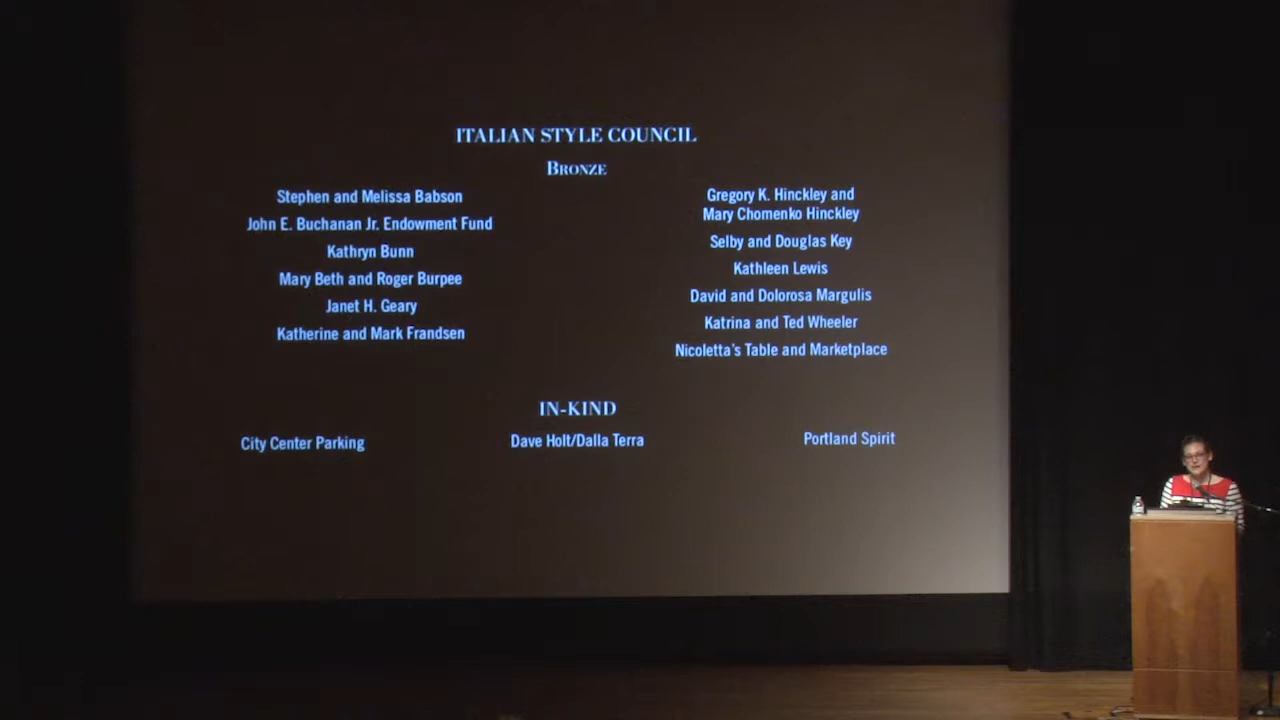 ITALIAN STYLE COUNCIL
BRONZE
Stephen and Melissa Babson
John E. Buchanan Jr. Endowment Fund
Kathryn Bunn
Mary Beth and Roger Burpee
Janet H. Geary
Katherine and Mark Frandsen
Gregory K. Hinckley and
Mary Chomenko Hinckley
Selby and Douglas Key
Kathleen Lewis
David and Dolorosa Margulis
Katrina and Ted Wheeler
Nicoletta's Table and Marketplace
IN-KIND
City Center Parking
Dave Holt/Dalla Terra
Portland Spirit